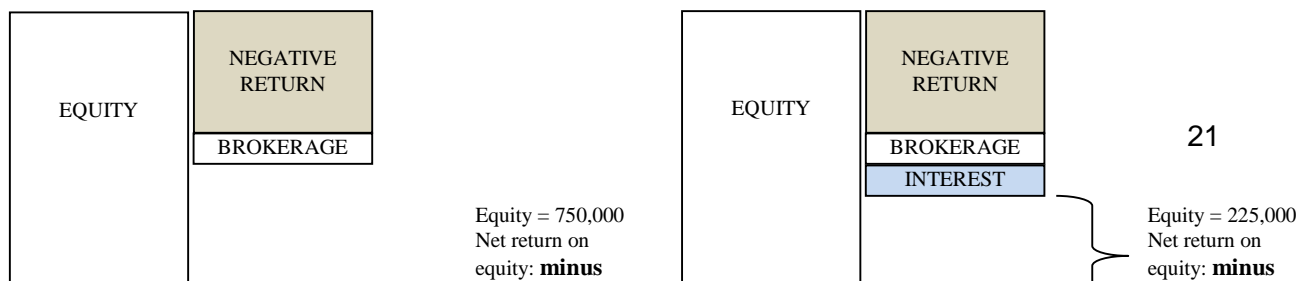 NEGATIVE
RETURN
EQUITY
BROKERAGE
Equity = 750,000
Net return on
equity: minus
NEGATIVE
RETURN
EQUITY
BROKERAGE
INTEREST
21
Equity = 225,000
Net return on
equity: minus